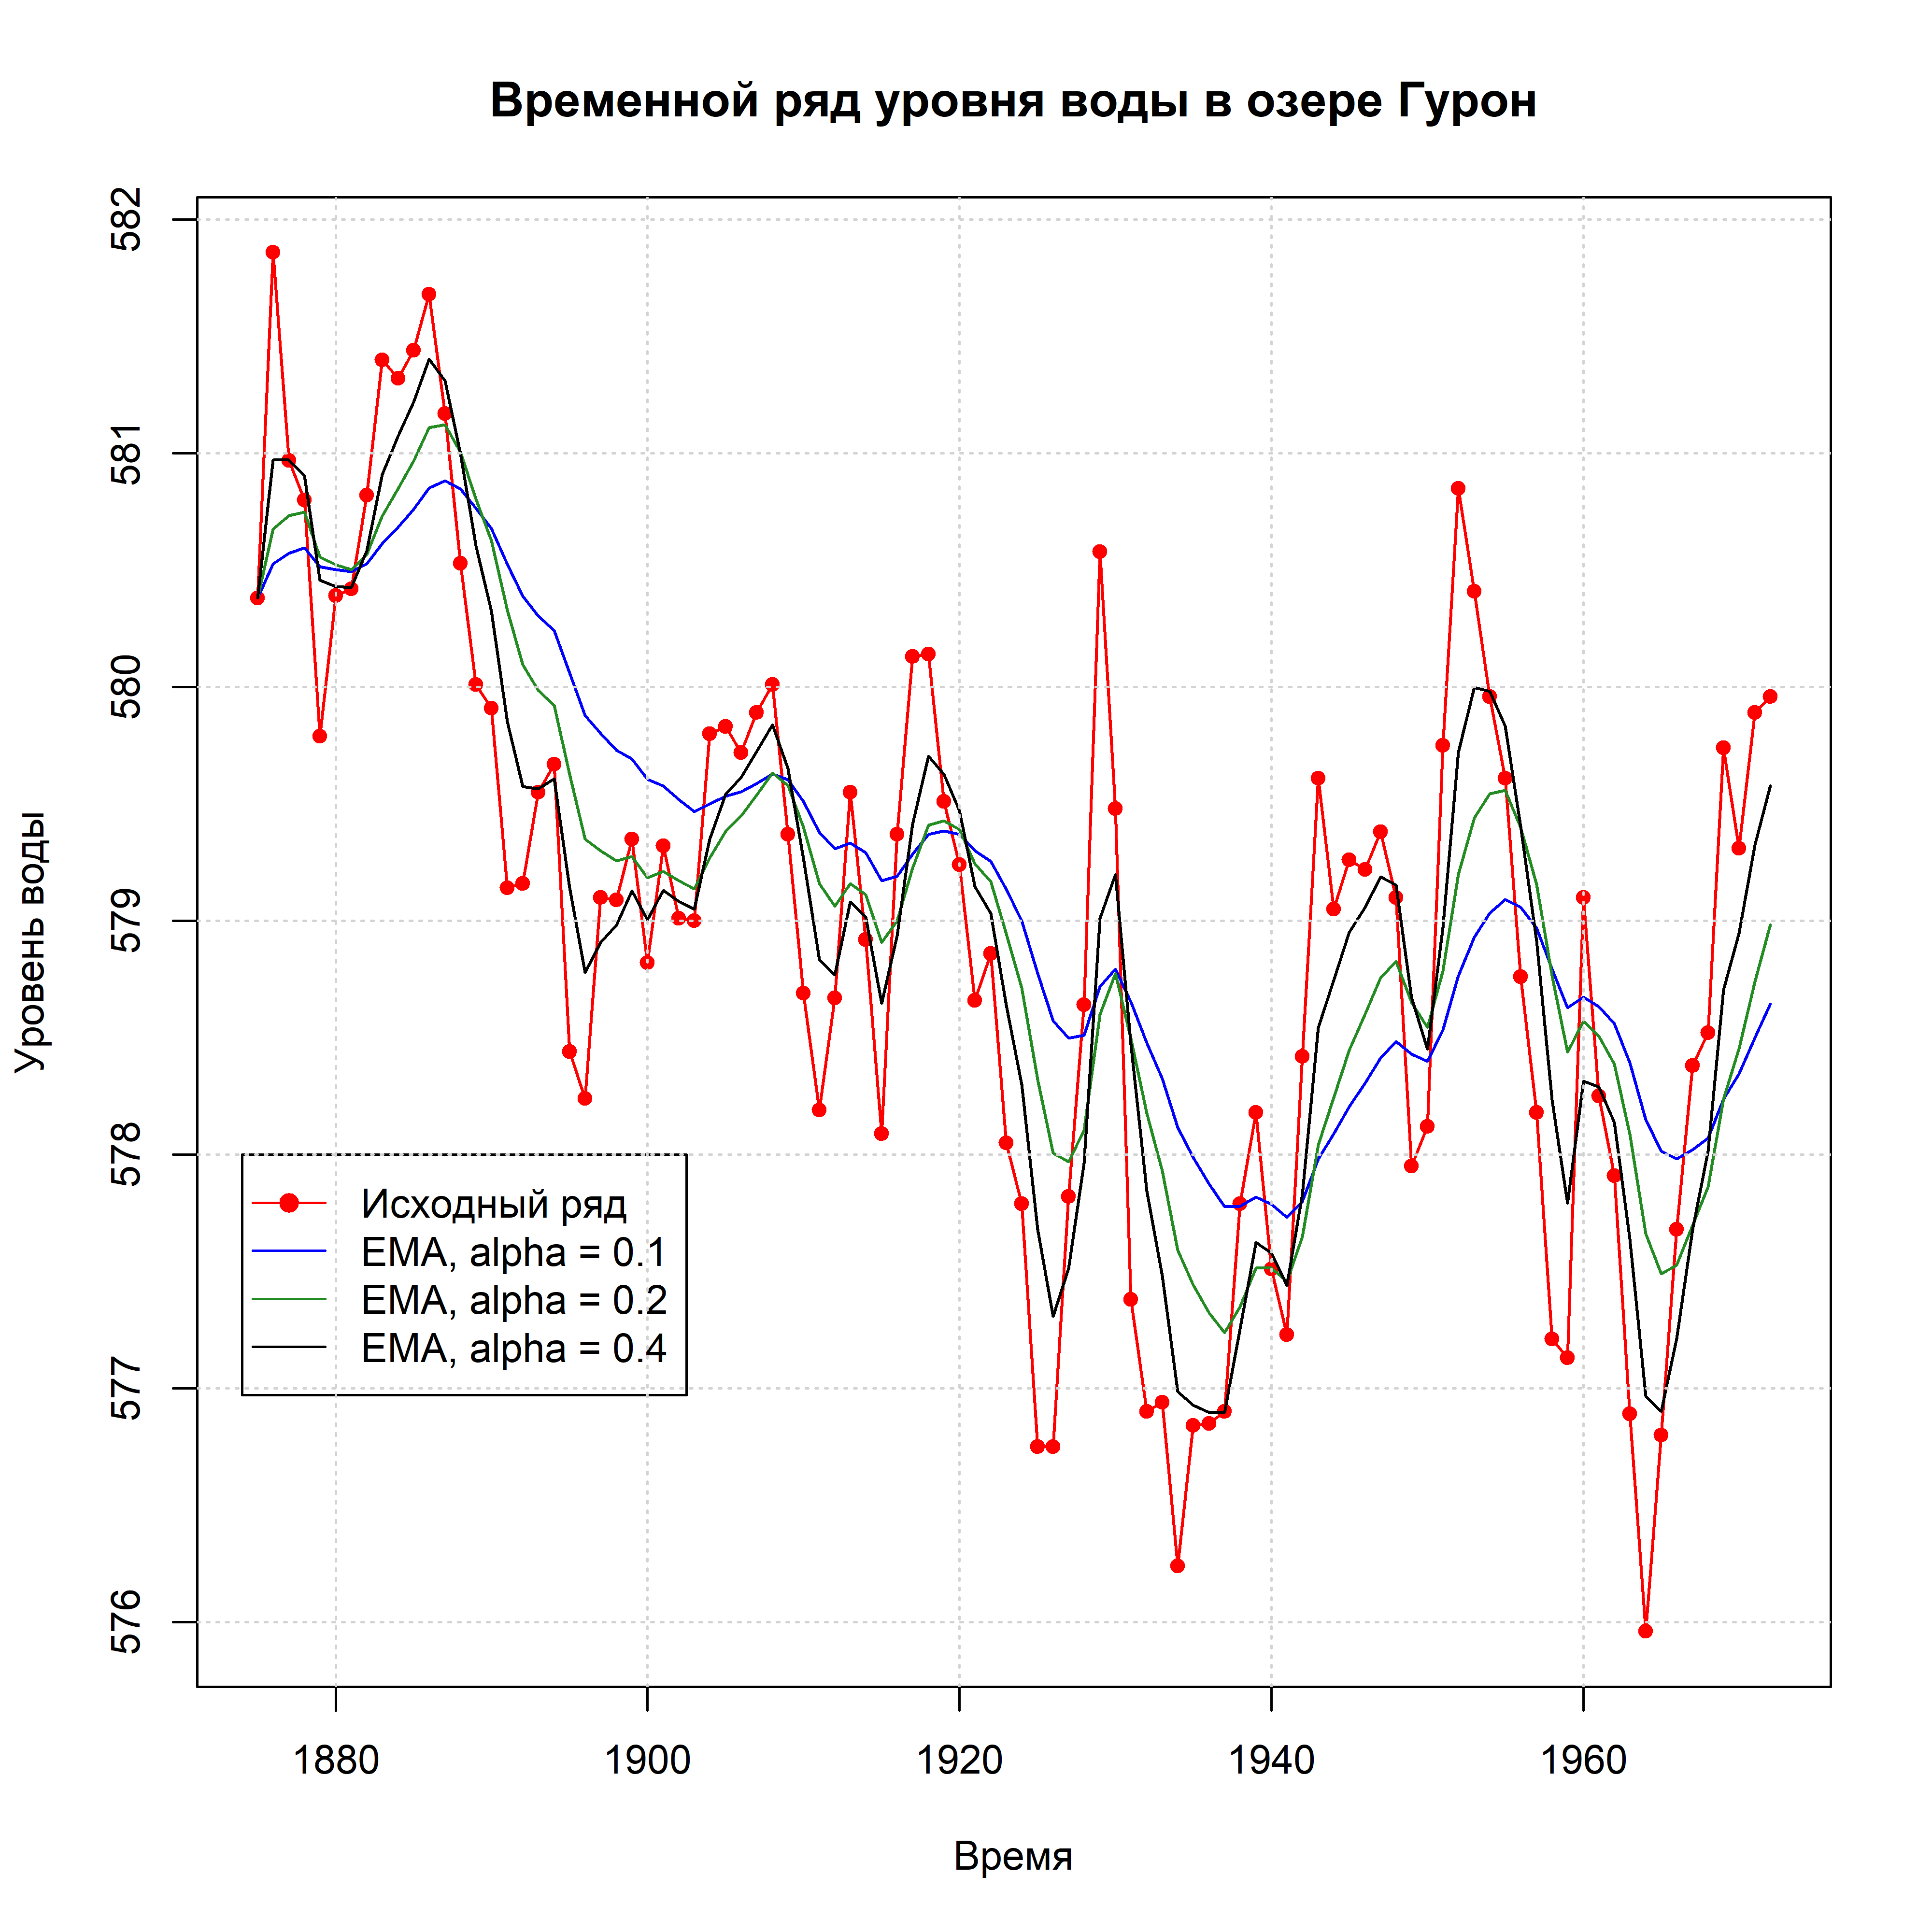 Временной ряд уровня воды в озере Гурон
Уровень воды
582
581
580
579
578
577
576
Исходный ряд
EMA, alpha = 0.1
EMA, alpha = 0.2
EMA, alpha = 0.4
1880 1900 1920 1940 1960
Время